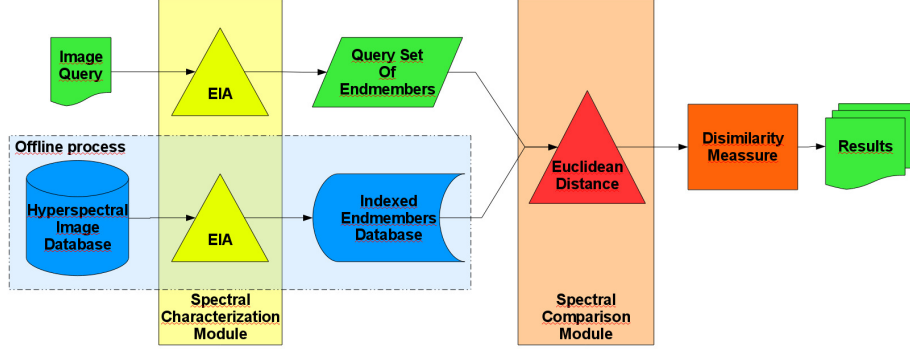 Image
Query
EIA
Query Set
Of
Endmembers
Offline process
Hyperspectral
Image
Database
EIA
Indexed
Endmembers
Database
Euclidean
Distance
Disimilarity
Meassure
Results
Spectral
Characterization
Module
Spectral
Comparison
Module